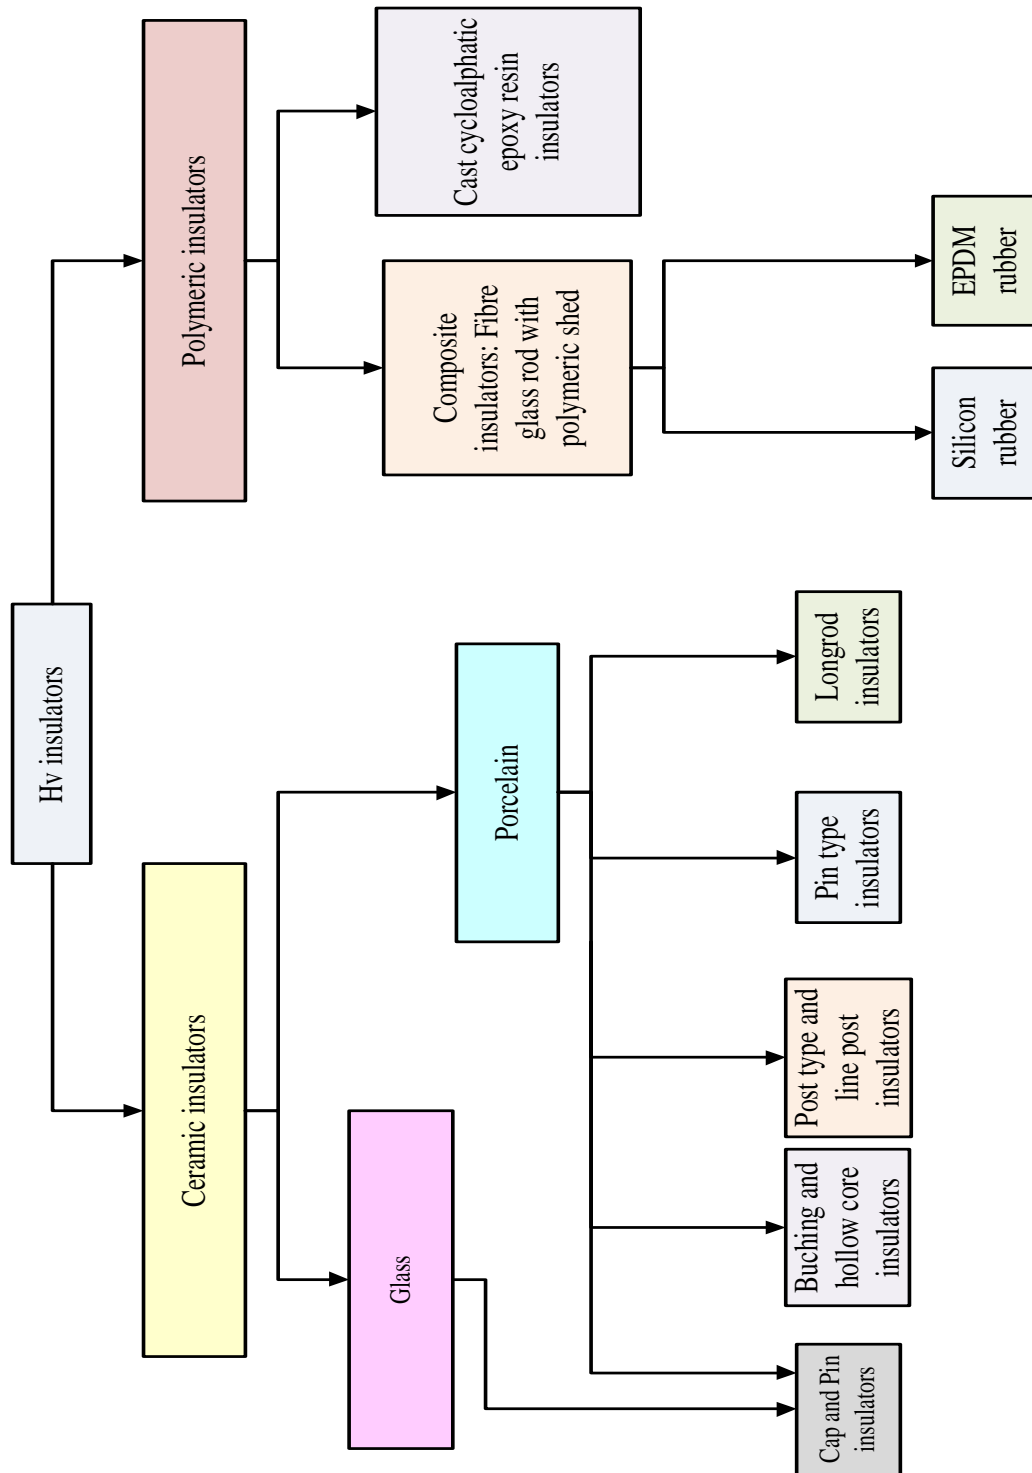 Hv insulators
Ceramic insulators
Polymeric insulators
Glass
Porcelain
Composite
insulators: Fibre
glass rod with
polymeric shed
Cast cycloalphatic
epoxy resin
insulators
Cap and Pin
insulators
Buching and
hollow core
insulators
Post type and
line post
insulators
Pin type
insulators
Longrod
insulators
Silicon
rubber
EPDM
rubber